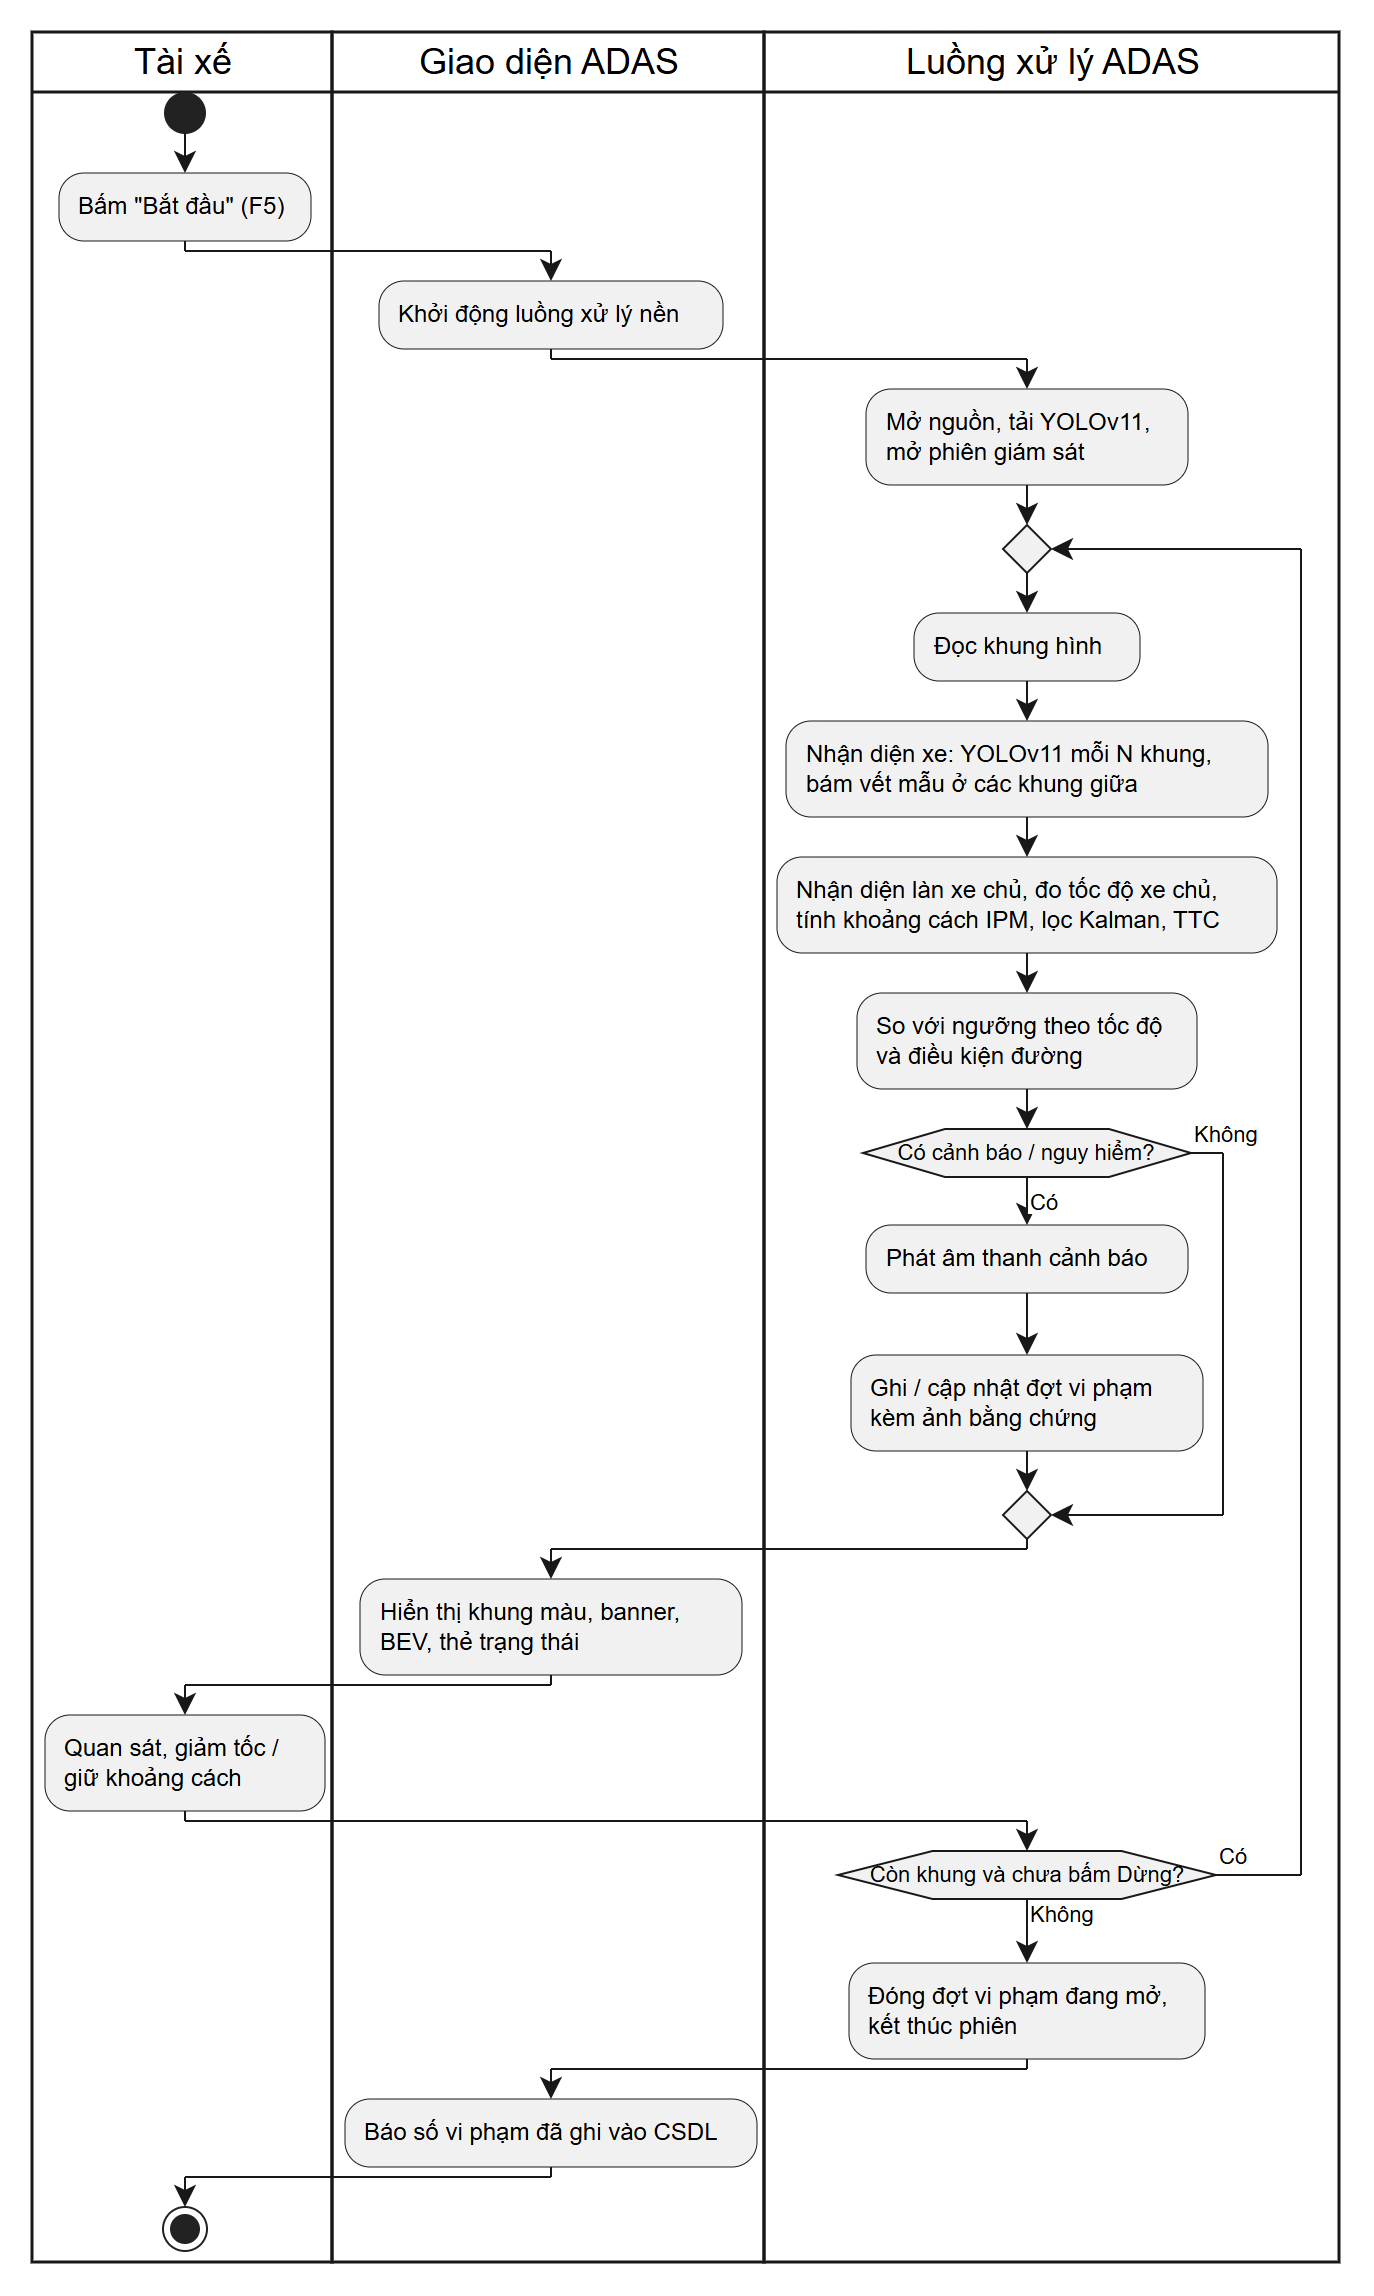 Tài xế
Giao diện ADAS
Luồng xử lý ADAS
Bấm "Bắt đầu" (F5)
Khởi động luồng xử lý nền
Mở nguồn, tải YOLOv11,
mở phiên giám sát
Đọc khung hình
Nhận diện xe: YOLOv11 mỗi N khung,
bám vết mẫu ở các khung giữa
Nhận diện làn xe chủ, đo tốc độ xe chủ,
tính khoảng cách IPM, lọc Kalman, TTC
So với ngưỡng theo tốc độ
và điều kiện đường
Có cảnh báo / nguy hiểm?
Không
Có
Phát âm thanh cảnh báo
Ghi / cập nhật đợt vi phạm
kèm ảnh bằng chứng
Hiển thị khung màu, banner,
BEV, thẻ trạng thái
Quan sát, giảm tốc /
giữ khoảng cách
Còn khung và chưa bấm Dừng?
Có
Không
Đóng đợt vi phạm đang mở,
kết thúc phiên
Báo số vi phạm đã ghi vào CSDL